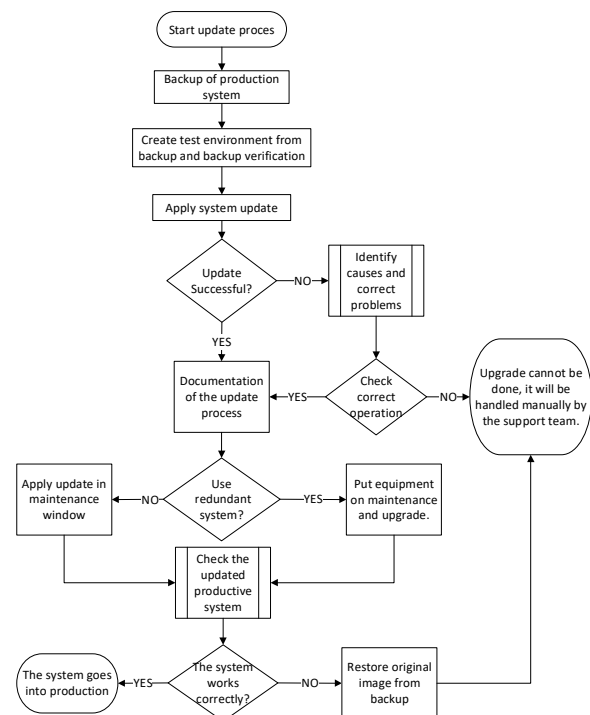 Start update proces
Backup of production
system
Create test environment from
backup and backup verification
Apply system update
Update
Successful?
NO
Identify
causes and
correct
problems
YES
Documentation
of the update
process
YES
Check
correct
operation
NO
Upgrade cannot be
done, it will be
handled manually by
the support team.
Apply update in
maintenance
window
NO
Use
redundant
system?
YES
Put equipment
on maintenance
and upgrade.
Check the
updated
productive
system
The system goes
into production
YES
The system
works
correctly?
NO
Restore original
image from
backup